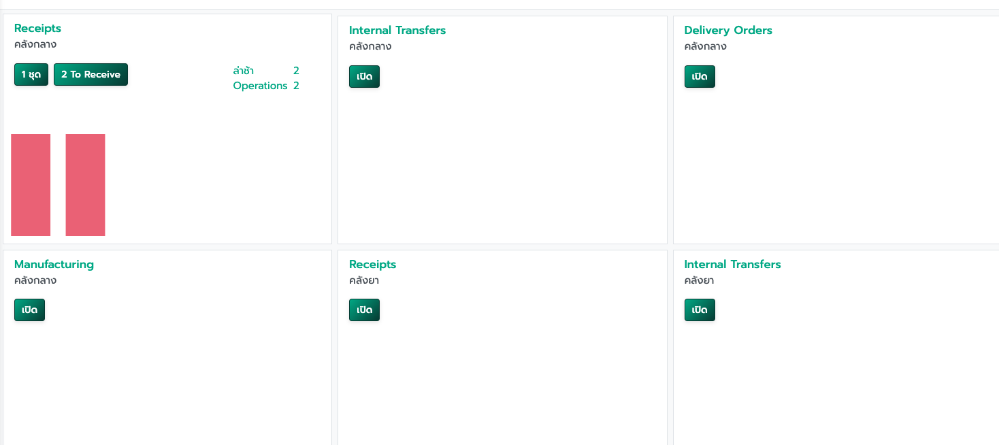 Receipts
คลังกลาง
1 ชุด 2 To Receive
ล่าช้า 2
Operations 2
Internal Transfers
คลังกลาง
เปิด
Delivery Orders
คลังกลาง
เปิด
Manufacturing
คลังกลาง
เปิด
Receipts
คลังยา
เปิด
Internal Transfers
คลังยา
เปิด